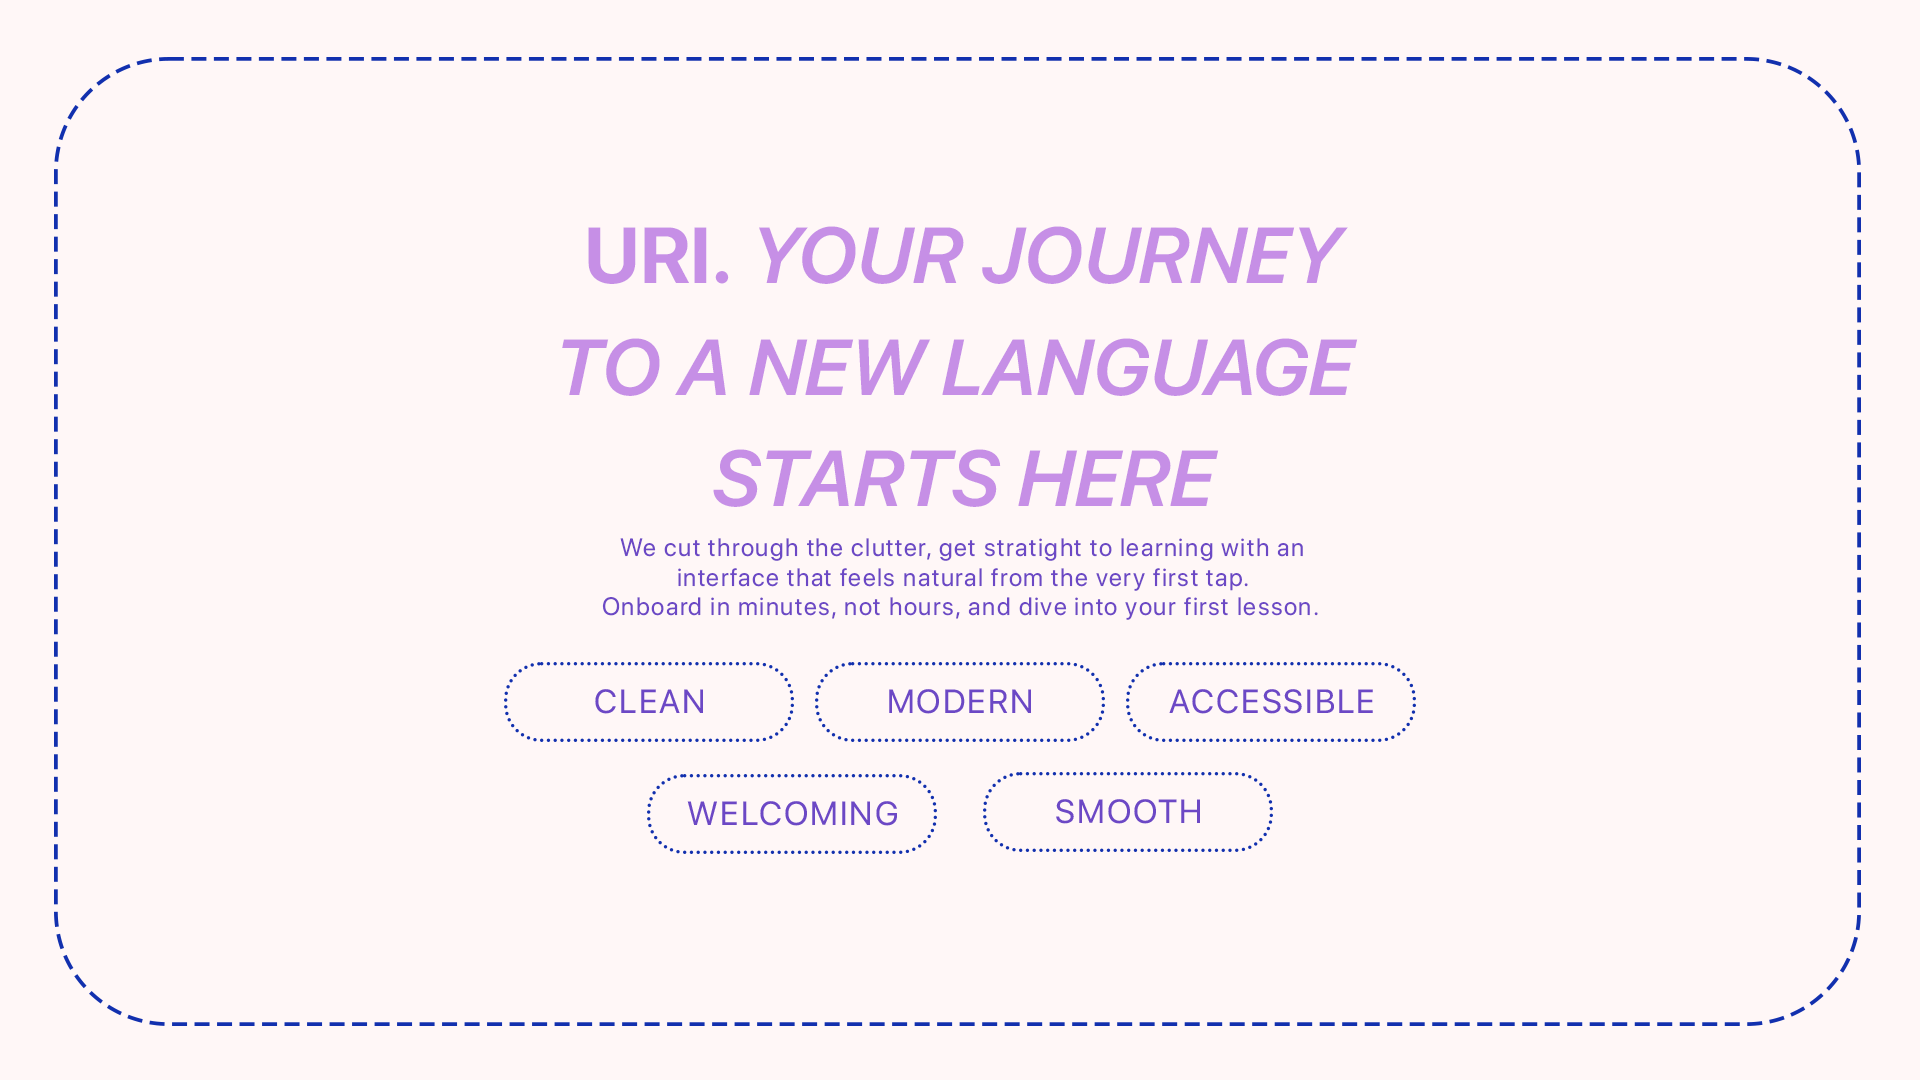 URI. YOUR JOURNEY
TO A NEW LANGUAGE
STARTS HERE
We cut through the clutter, get stratight to learning with an
interface that feels natural from the very first tap.
Onboard in minutes, not hours, and dive into your first lesson.
CLEAN MODERN ACCESSIBLE
WELCOMING SMOOTH